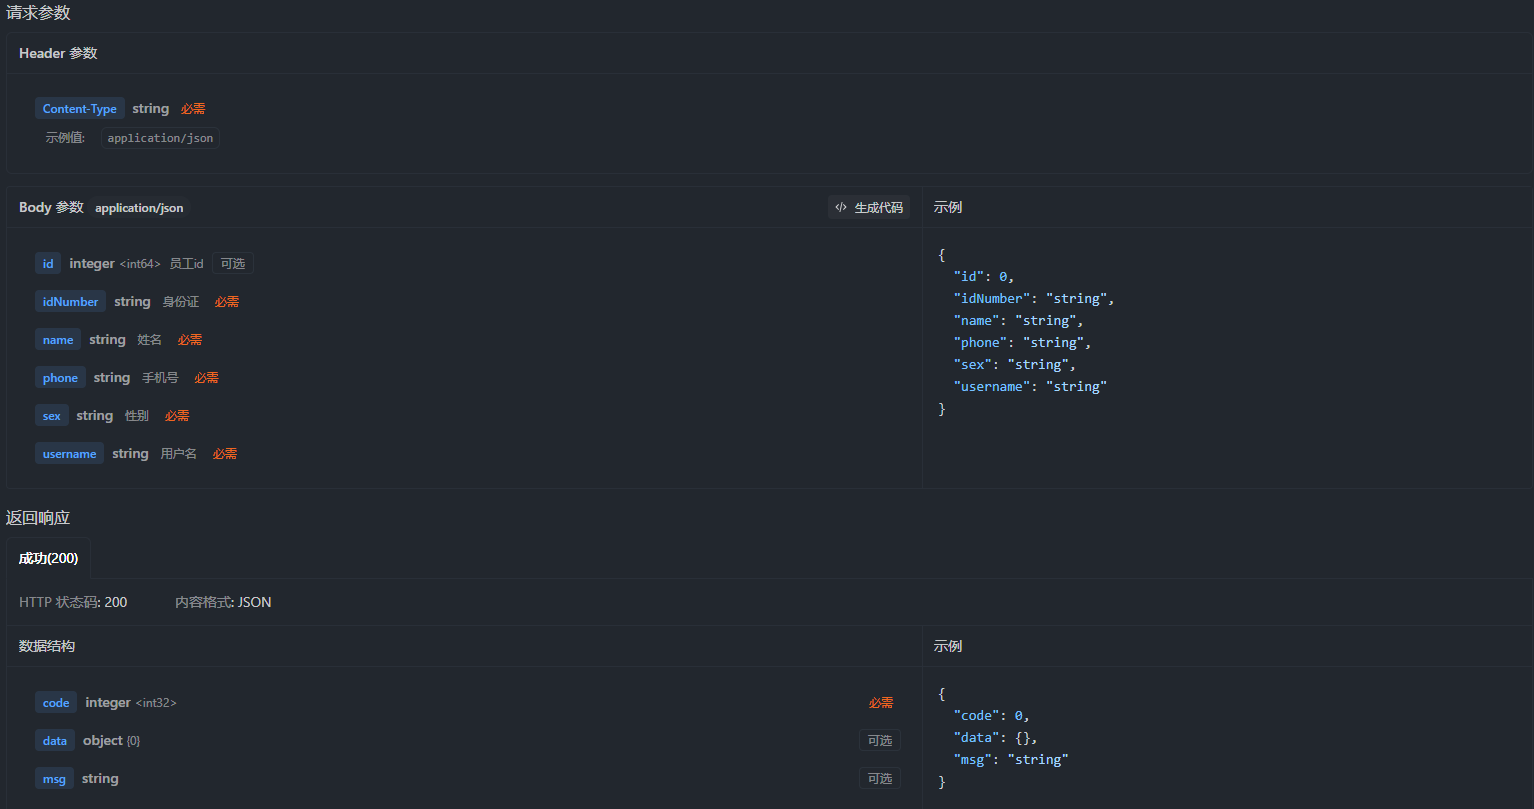 请求参数
Header 参数
Content-Type string 必需
示例值: application/json
Body 参数 application/json </> 生成代码 示例
id integer <int64> 员工id 可选
idNumber string 身份证 必需
name string 姓名 必需
phone string 手机号 必需
sex string 性别 必需
username string 用户名 必需
{
"id": 0,
"idNumber": "string",
"name": "string",
"phone": "string",
"sex": "string",
"username": "string"
}
返回响应
成功(200)
HTTP 状态码: 200 内容格式: JSON
数据结构 示例
code integer <int32> 必需
data object {0} 可选
msg string 可选
{
"code": 0,
"data": {},
"msg": "string"
}